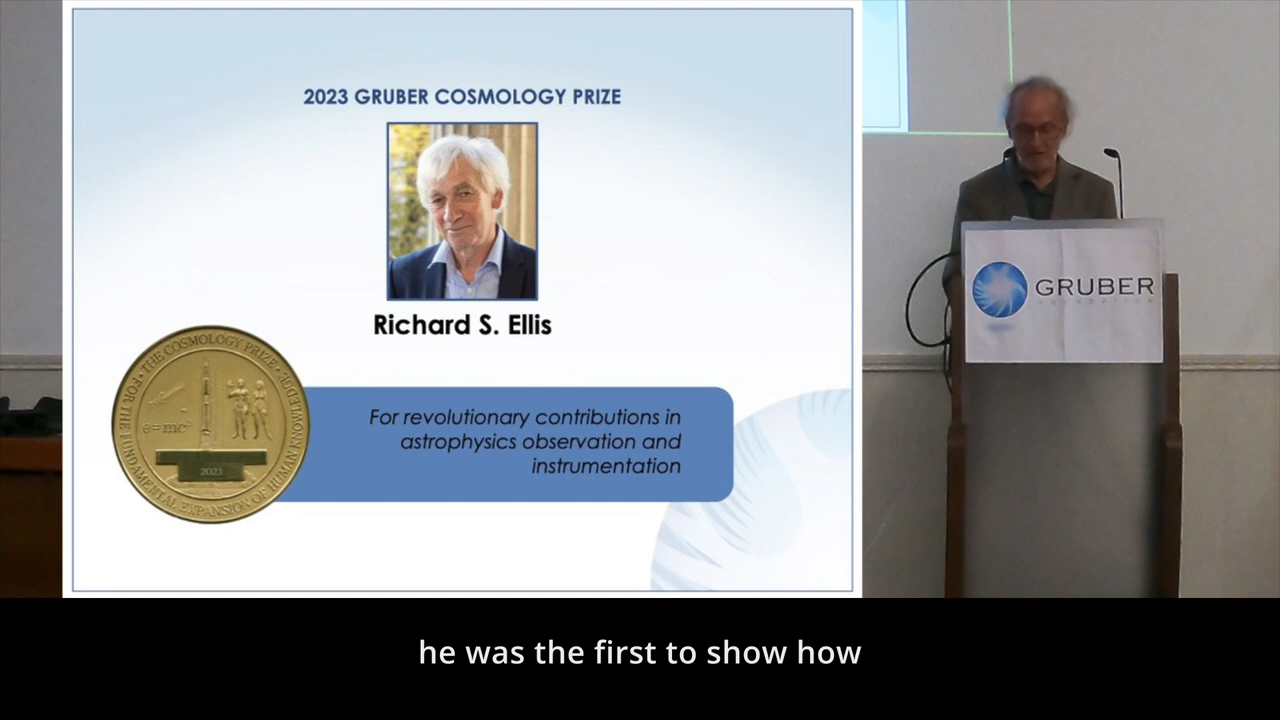 2023 GRUBER COSMOLOGY PRIZE
Richard S. Ellis
• THE COSMOLOGY PRIZE •
FOR THE FUNDAMENTAL EXPANSION OF HUMAN KNOWLEDGE
e=mc²
2023
For revolutionary contributions in
astrophysics observation and
instrumentation
GRUBER
FOUNDATION
he was the first to show how